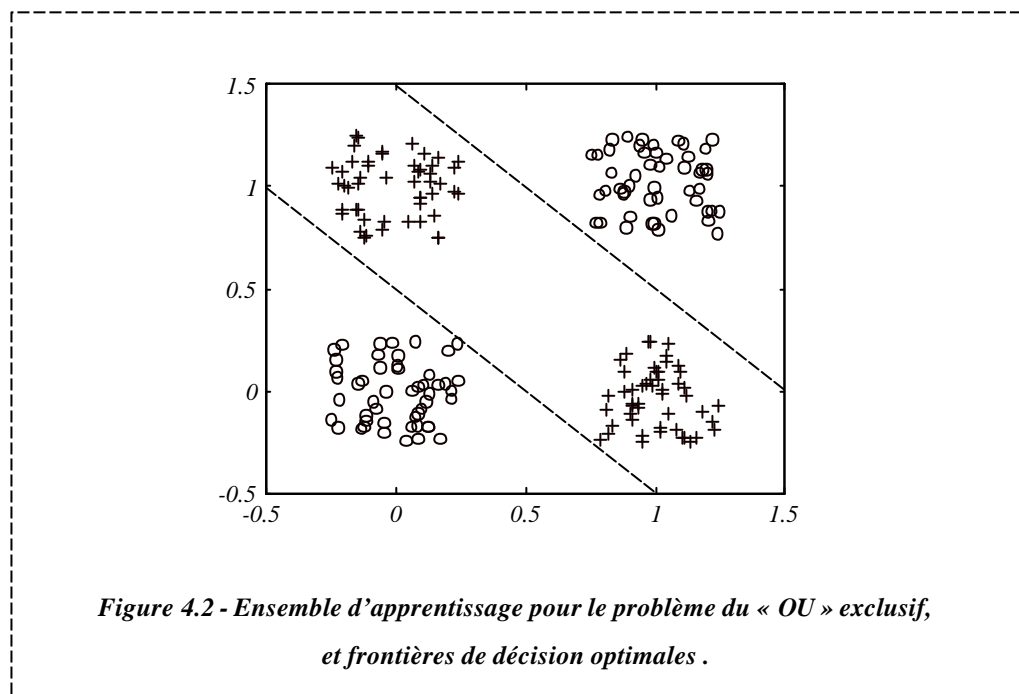 1.5
1
0.5
0
-0.5
-0.5 0 0.5 1 1.5
Figure 4.2 - Ensemble d'apprentissage pour le problème du « OU » exclusif,
et frontières de décision optimales .